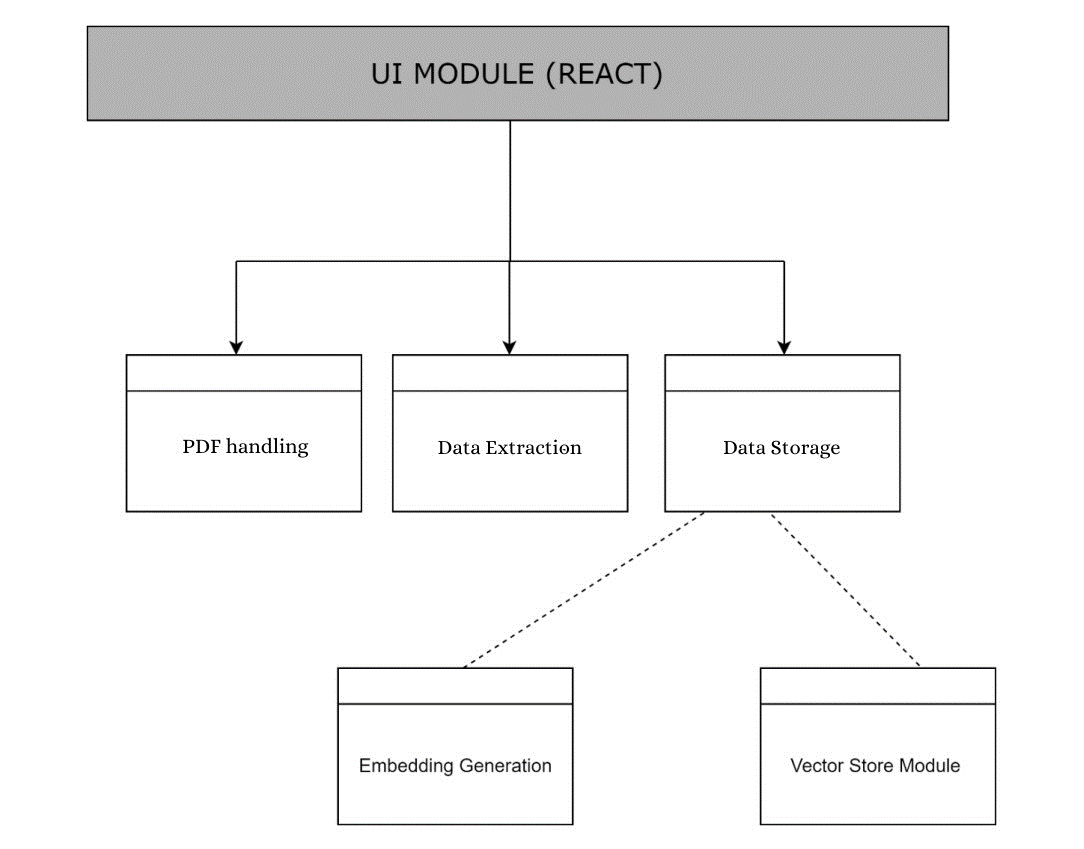 UI MODULE (REACT)
PDF handling
Data Extraction
Data Storage
Embedding Generation
Vector Store Module